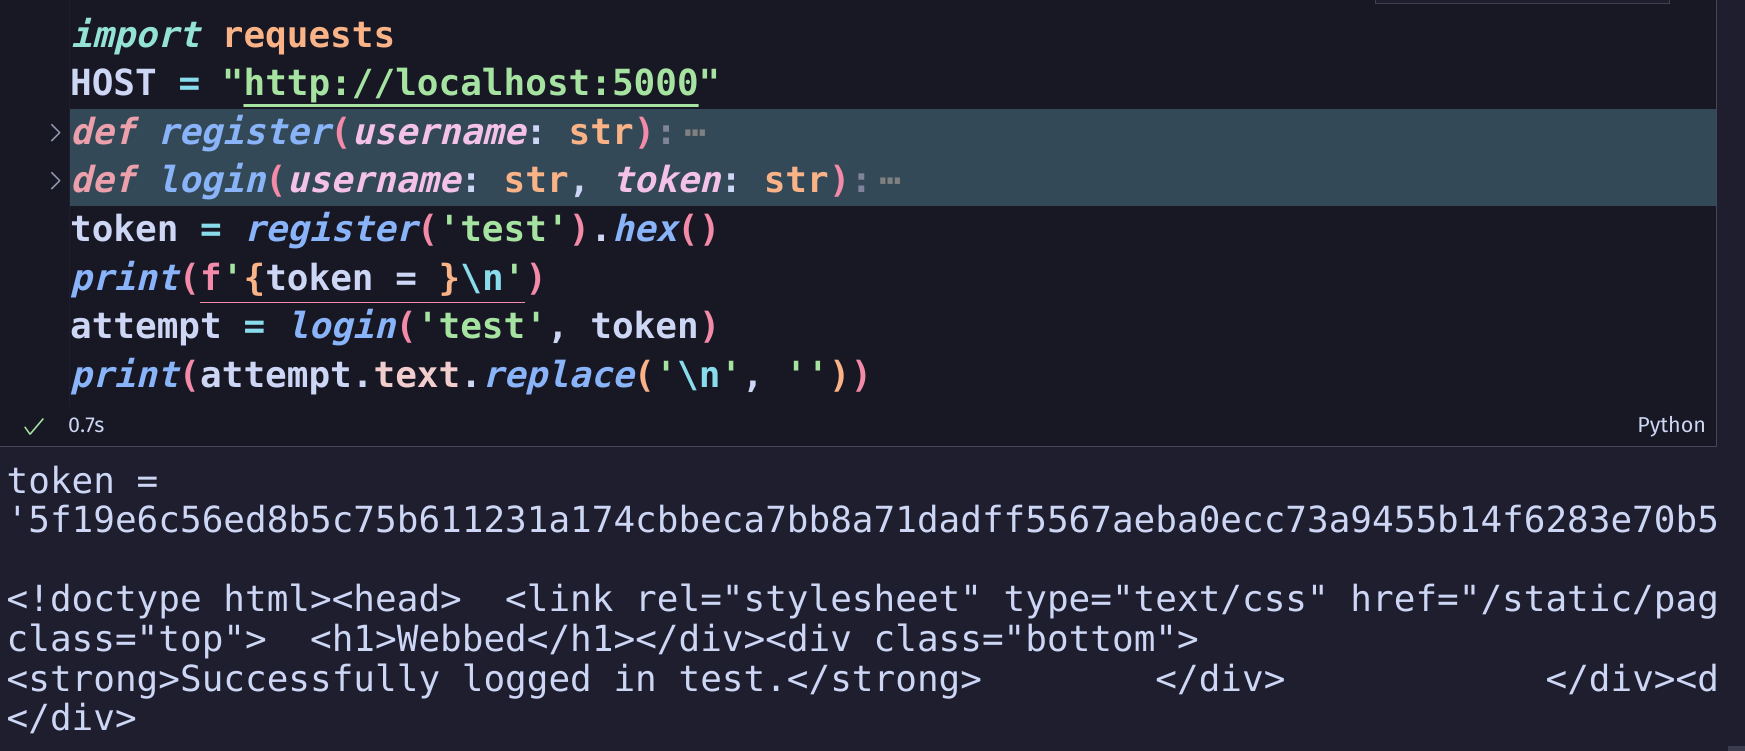 import requests
HOST = "http://localhost:5000"
def register(username: str):⋯
def login(username: str, token: str):⋯
token = register('test').hex()
print(f'{token = }\n')
attempt = login('test', token)
print(attempt.text.replace('\n', ''))
0.7s
Python
token =
'5f19e6c56ed8b5c75b611231a174cbbeca7bb8a71dadff5567aeba0ecc73a9455b14f6283e70b5
<!doctype html><head>  <link rel="stylesheet" type="text/css" href="/static/pag
class="top">  <h1>Webbed</h1></div><div class="bottom">
<strong>Successfully logged in test.</strong>        </div>            </div><d
</div>